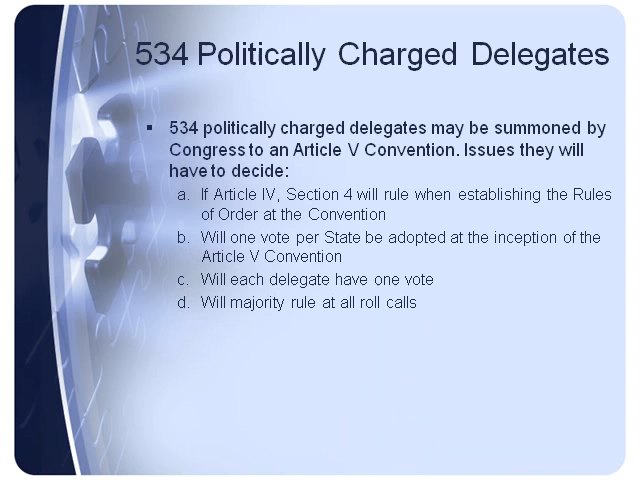 534 Politically Charged Delegates
▪ 534 politically charged delegates may be summoned by
Congress to an Article V Convention. Issues they will
have to decide:
a. If Article IV, Section 4 will rule when establishing the Rules
of Order at the Convention
b. Will one vote per State be adopted at the inception of the
Article V Convention
c. Will each delegate have one vote
d. Will majority rule at all roll calls